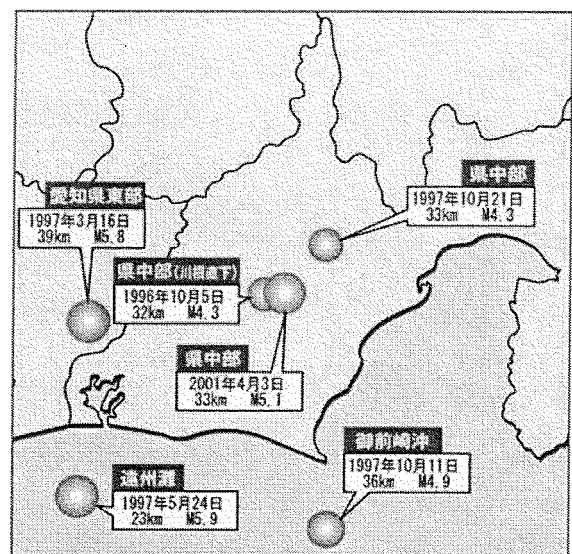 県中部
1997年10月21日
33km M4.3
愛知県東部
1997年3月16日
39km M5.8
県中部(川根直下)
1996年10月5日
32km M4.3
県中部
2001年4月3日
33km M5.1
御前崎沖
1997年10月11日
36km M4.9
遠州灘
1997年5月24日
23km M5.9